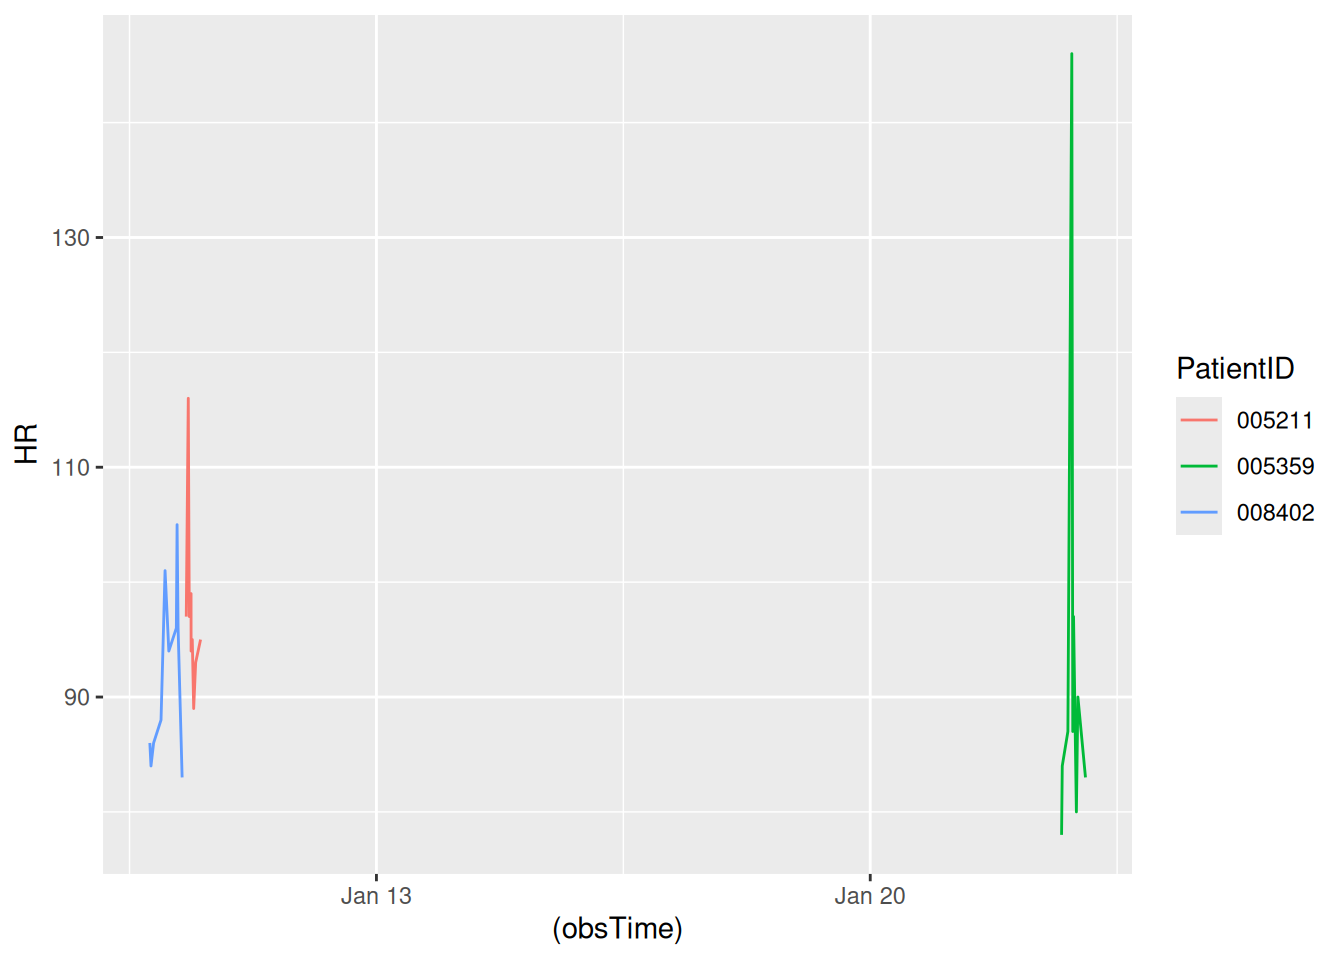 130
110
90
HR
Jan 13
Jan 20
(obsTime)
PatientID
005211
005359
008402